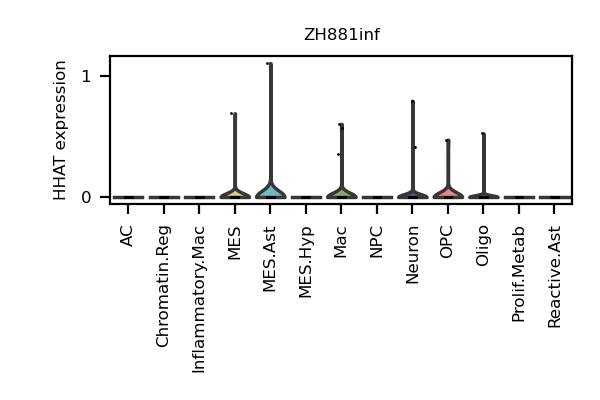 ZH881inf
HHAT expression
1
0
AC
Chromatin.Reg
Inflammatory.Mac
MES
MES.Ast
MES.Hyp
Mac
NPC
Neuron
OPC
Oligo
Prolif.Metab
Reactive.Ast